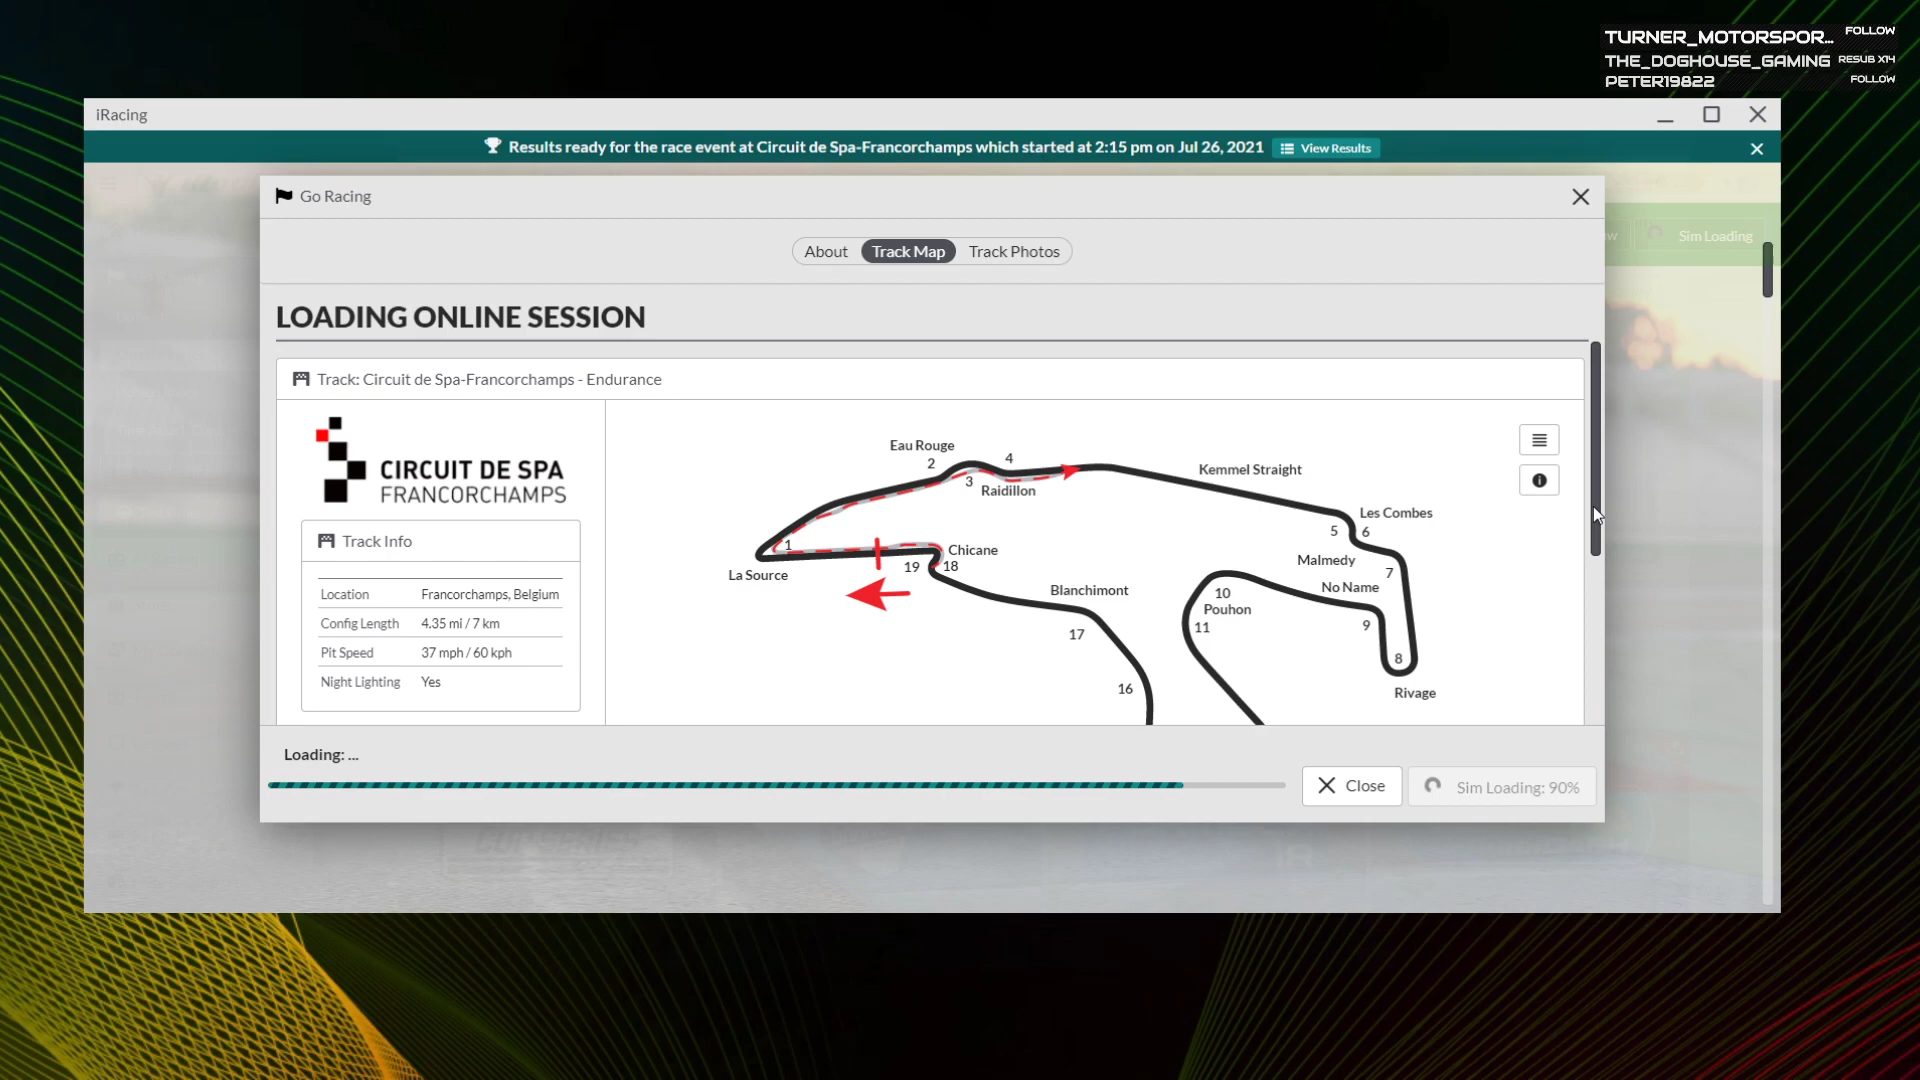 TURNER_MOTORSPOR... FOLLOW
THE_DOGHOUSE_GAMING RESUB X14
PETER19822 FOLLOW
iRacing
Results ready for the race event at Circuit de Spa-Francorchamps which started at 2:15 pm on Jul 26, 2021 View Results
Go Racing
Sim Loading
About Track Map Track Photos
LOADING ONLINE SESSION
Track: Circuit de Spa-Francorchamps - Endurance
CIRCUIT DE SPA
FRANCORCHAMPS
Track Info
Location Francorchamps, Belgium
Config Length 4.35 mi / 7 km
Pit Speed 37 mph / 60 kph
Night Lighting Yes
Eau Rouge
2
4
3
Raidillon
Kemmel Straight
Les Combes
5
6
1
La Source
Chicane
19
18
Malmedy
7
No Name
Blanchimont
10
Pouhon
11
9
17
8
16
Rivage
Loading: ...
Close
Sim Loading: 90%